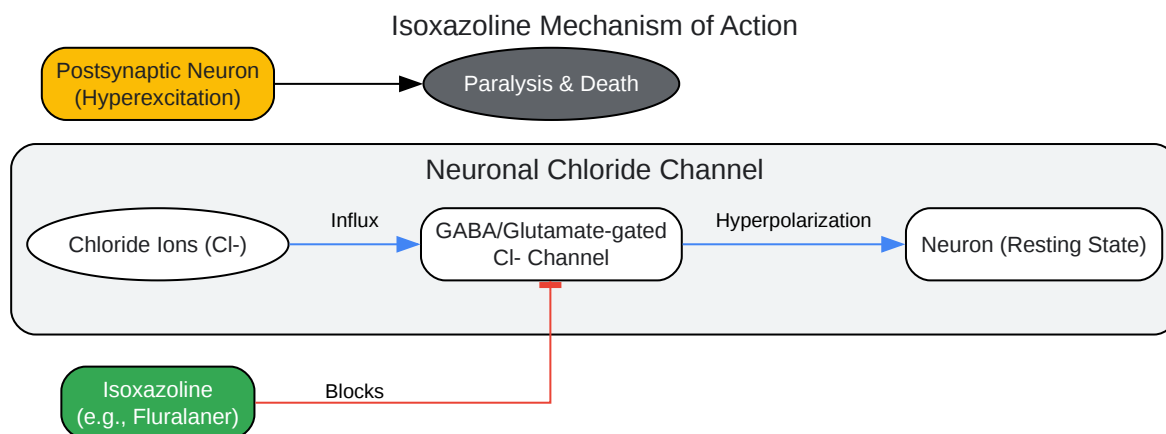 Isoxazoline Mechanism of Action
Postsynaptic Neuron
(Hyperexcitation)
Paralysis & Death
Neuronal Chloride Channel
Chloride Ions (Cl-)
Influx
GABA/Glutamate-gated
Cl- Channel
Hyperpolarization
Neuron (Resting State)
Isoxazoline
(e.g., Fluralaner)
Blocks